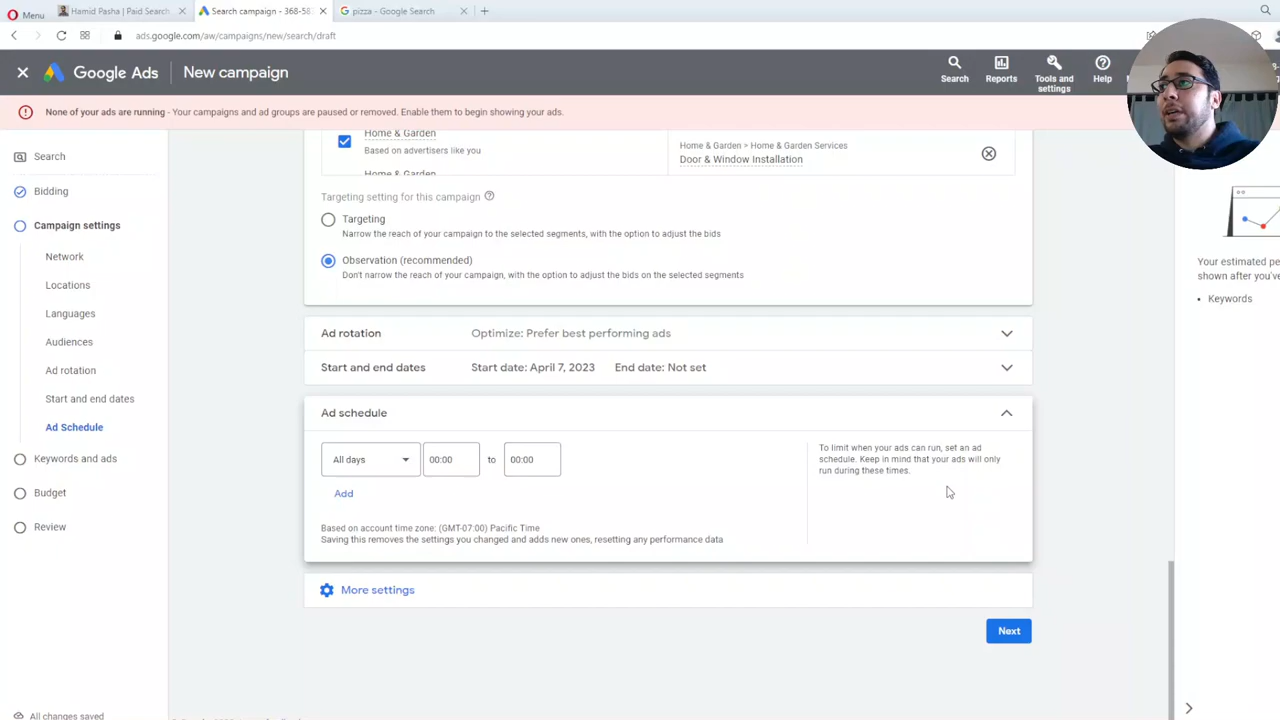 Menu
Hamid Pasha | Paid Search
Search campaign - 368-58
pizza - Google Search
ads.google.com/aw/campaigns/new/search/draft
Google Ads
New campaign
Search
Reports
Tools and
settings
Help
None of your ads are running - Your campaigns and ad groups are paused or removed. Enable them to begin showing your ads.
Search
Bidding
Campaign settings
Network
Locations
Languages
Audiences
Ad rotation
Start and end dates
Ad Schedule
Keywords and ads
Budget
Review
All changes saved
Home & Garden
Based on advertisers like you
Home & Garden
Home & Garden > Home & Garden Services
Door & Window Installation
Targeting setting for this campaign
Targeting
Narrow the reach of your campaign to the selected segments, with the option to adjust the bids
Observation (recommended)
Don't narrow the reach of your campaign, with the option to adjust the bids on the selected segments
Ad rotation Optimize: Prefer best performing ads
Start and end dates Start date: April 7, 2023 End date: Not set
Ad schedule
All days 00:00 to 00:00
Add
Based on account time zone: (GMT-07:00) Pacific Time
Saving this removes the settings you changed and adds new ones, resetting any performance data
To limit when your ads can run, set an ad
schedule. Keep in mind that your ads will only
run during these times.
More settings
Next
Your estimated
shown after you've
Keywords